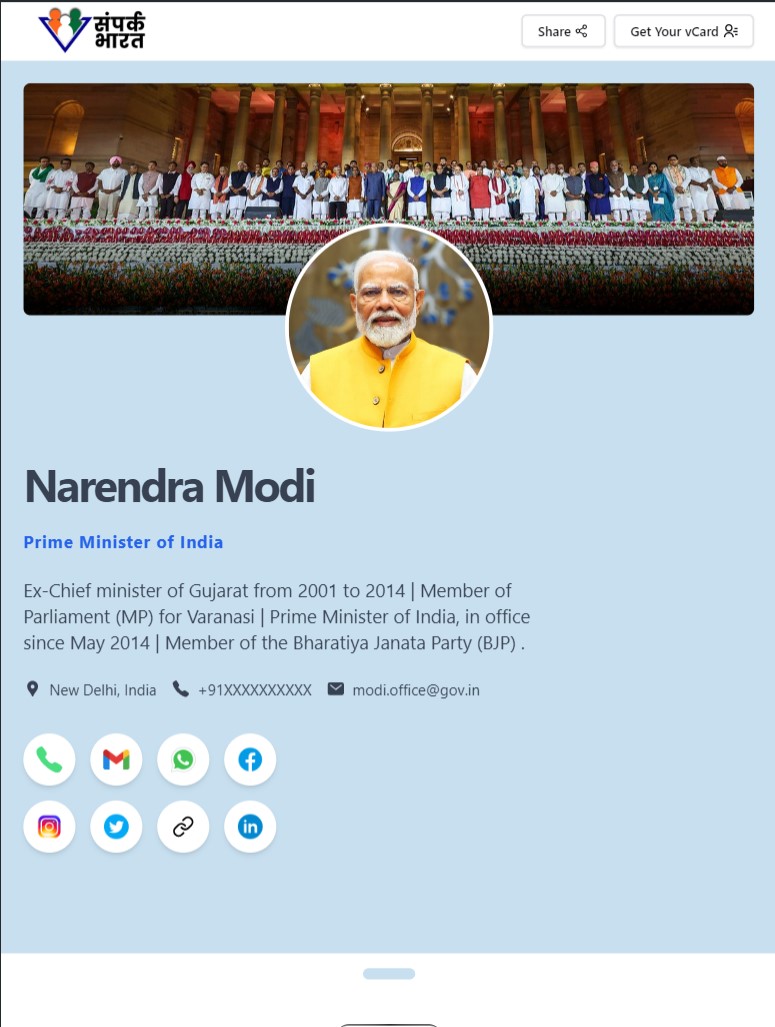 संपर्क
भारत
Share
Get Your vCard
Narendra Modi
Prime Minister of India
Ex-Chief minister of Gujarat from 2001 to 2014 | Member of
Parliament (MP) for Varanasi | Prime Minister of India, in office
since May 2014 | Member of the Bharatiya Janata Party (BJP) .
New Delhi, India +91XXXXXXXXXX modi.office@gov.in